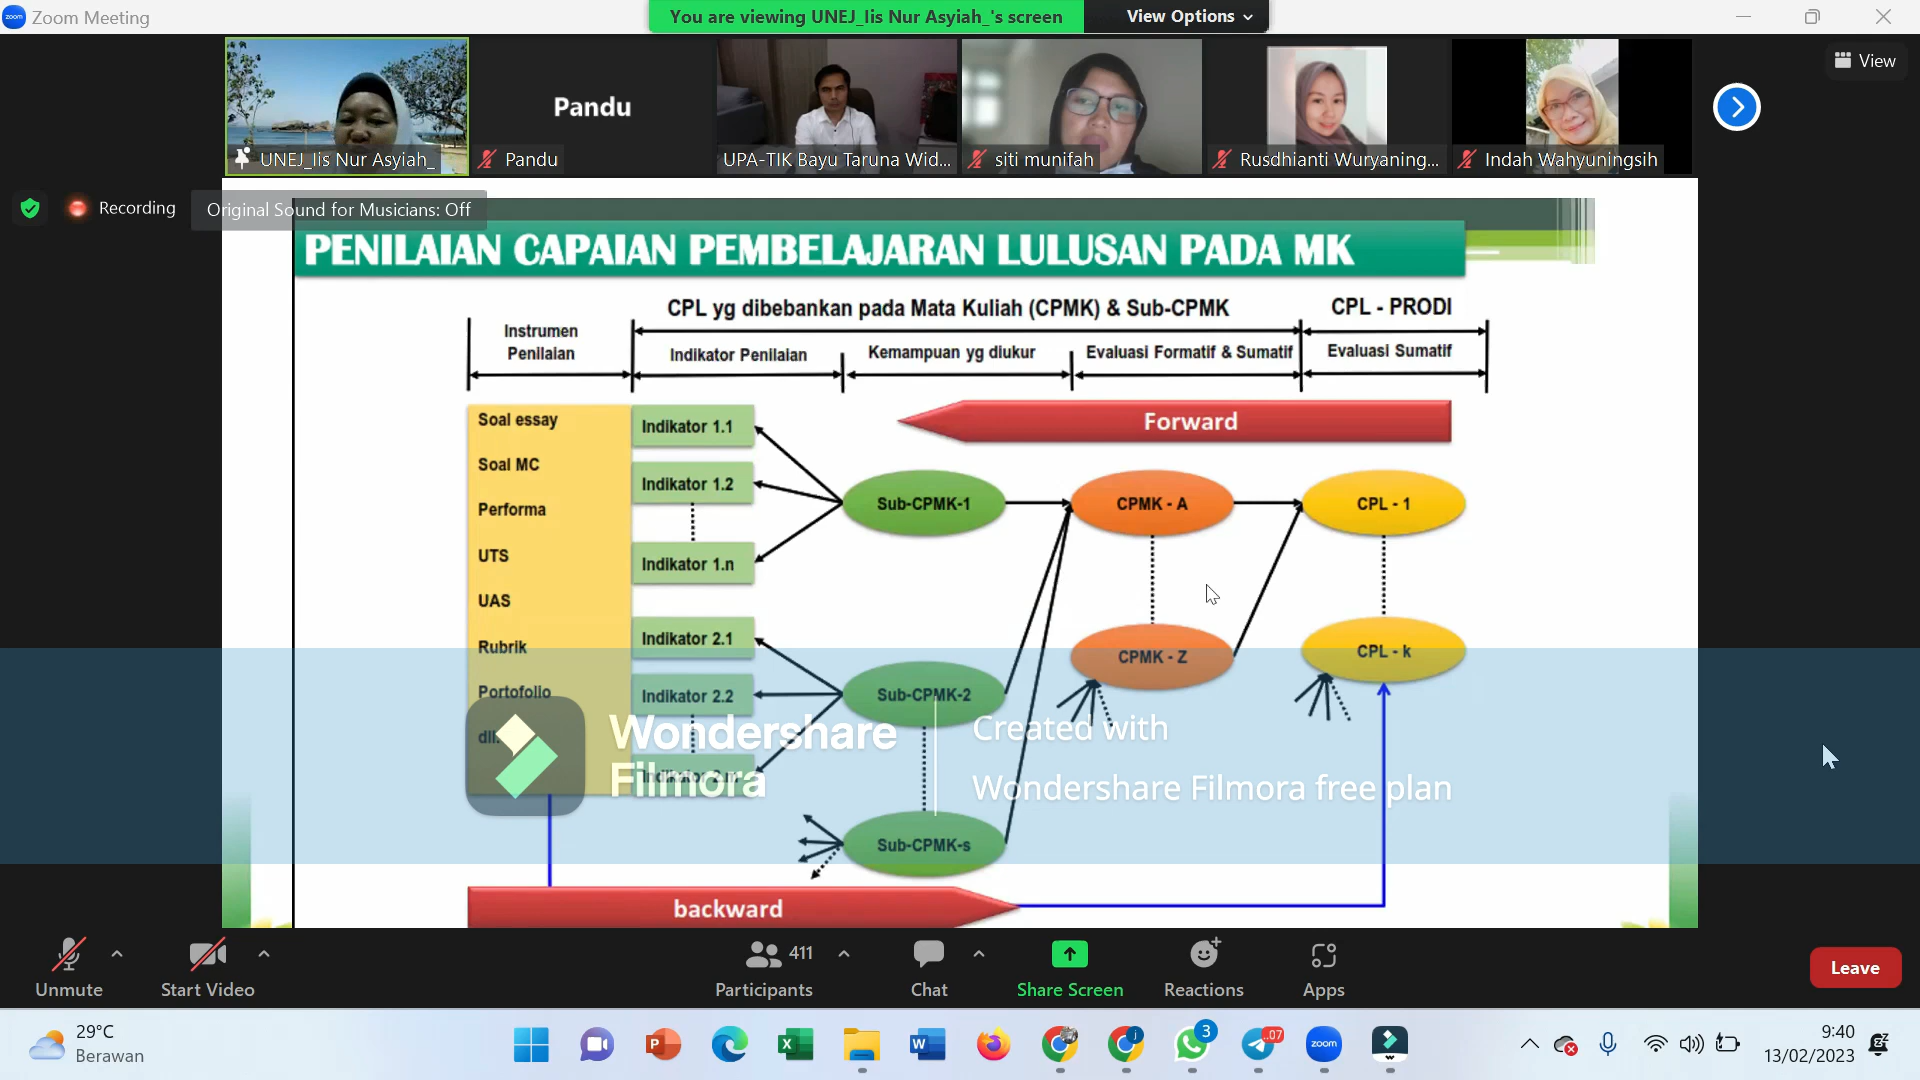 Zoom Meeting
You are viewing UNEJ_Iis Nur Asyiah_'s screen
View Options
Pandu
UNEJ_Iis Nur Asyiah_
Pandu
UPA-TIK Bayu Taruna Wid...
siti munifah
Rusdhianti Wuryaning...
Indah Wahyuningsih
View
Recording
Original Sound for Musicians: Off
PENILAIAN CAPAIAN PEMBELAJARAN LULUSAN PADA MK
CPL yg dibebankan pada Mata Kuliah (CPMK) & Sub-CPMK
CPL - PRODI
Instrumen
Penilaian
Indikator Penilaian
Kemampuan yg diukur
Evaluasi Formatif & Sumatif
Evaluasi Sumatif
Soal essay
Soal MC
Performa
UTS
UAS
Rubrik
Portofolio
dll.
Indikator 1.1
Indikator 1.2
Indikator 1.n
Indikator 2.1
Indikator 2.2
Indikator 2.n
Forward
Sub-CPMK-1
CPMK - A
CPL - 1
Sub-CPMK-2
CPMK - Z
CPL - k
Sub-CPMK-s
backward
Wondershare
Filmora
Created with
Wondershare Filmora free plan
Unmute
Start Video
411
Participants
Chat
Share Screen
Reactions
Apps
Leave
29°C
Berawan
3
..07
zoom
9:40
13/02/2023